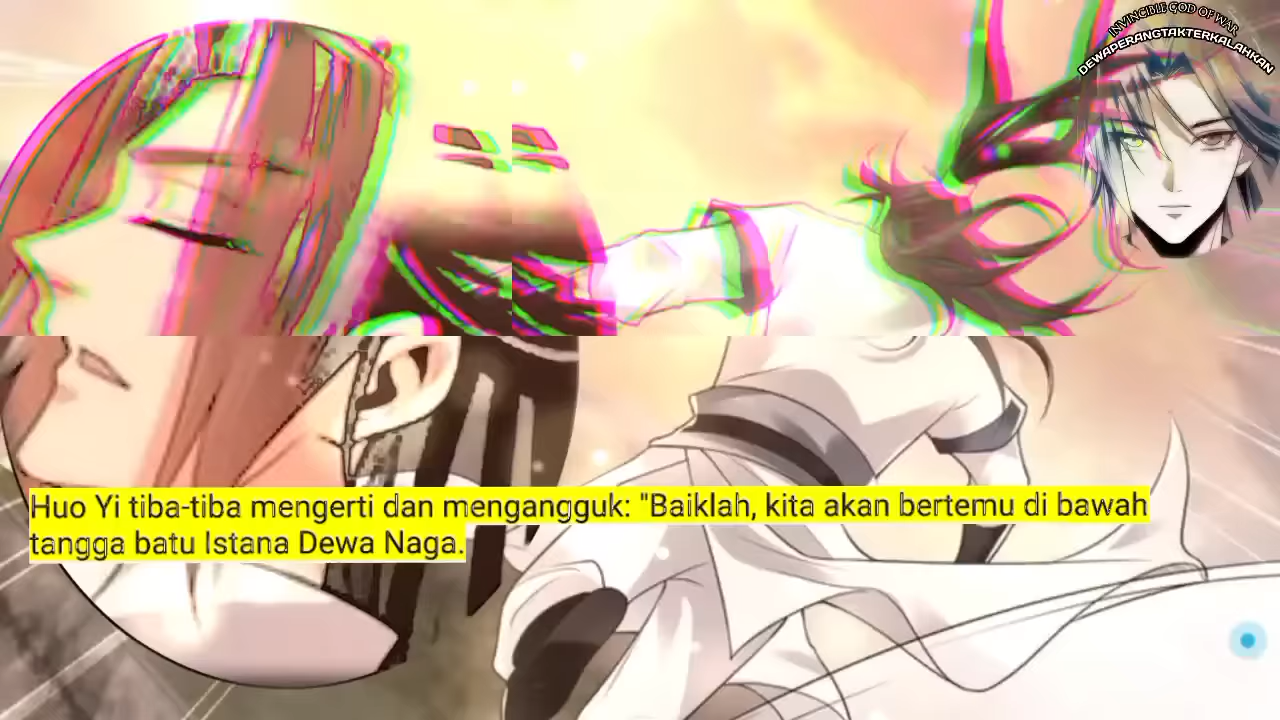 INVINCIBLE GOD OF WAR
DEWAPERANGTAKTERKALAHKAN
Huo Yi tiba-tiba mengerti dan mengangguk: "Baiklah, kita akan bertemu di bawah
tangga batu Istana Dewa Naga.